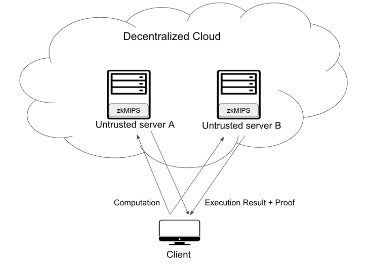 Decentralized Cloud
zkMIPS
zkMIPS
Untrusted server A
Untrusted server B
Computation
Execution Result + Proof
Client